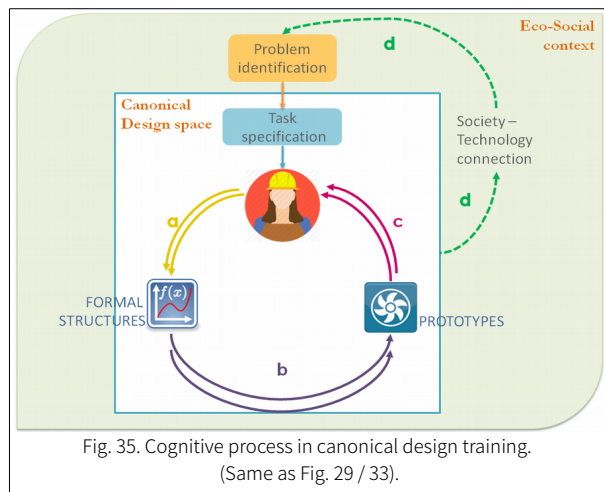 Eco-Social
context
d
Problem
identification
Canonical
Design space
Task
specification
Society –
Technology
connection
a
c
d
f(x)
FORMAL
STRUCTURES
PROTOTYPES
b
Fig. 35. Cognitive process in canonical design training.
(Same as Fig. 29 / 33).